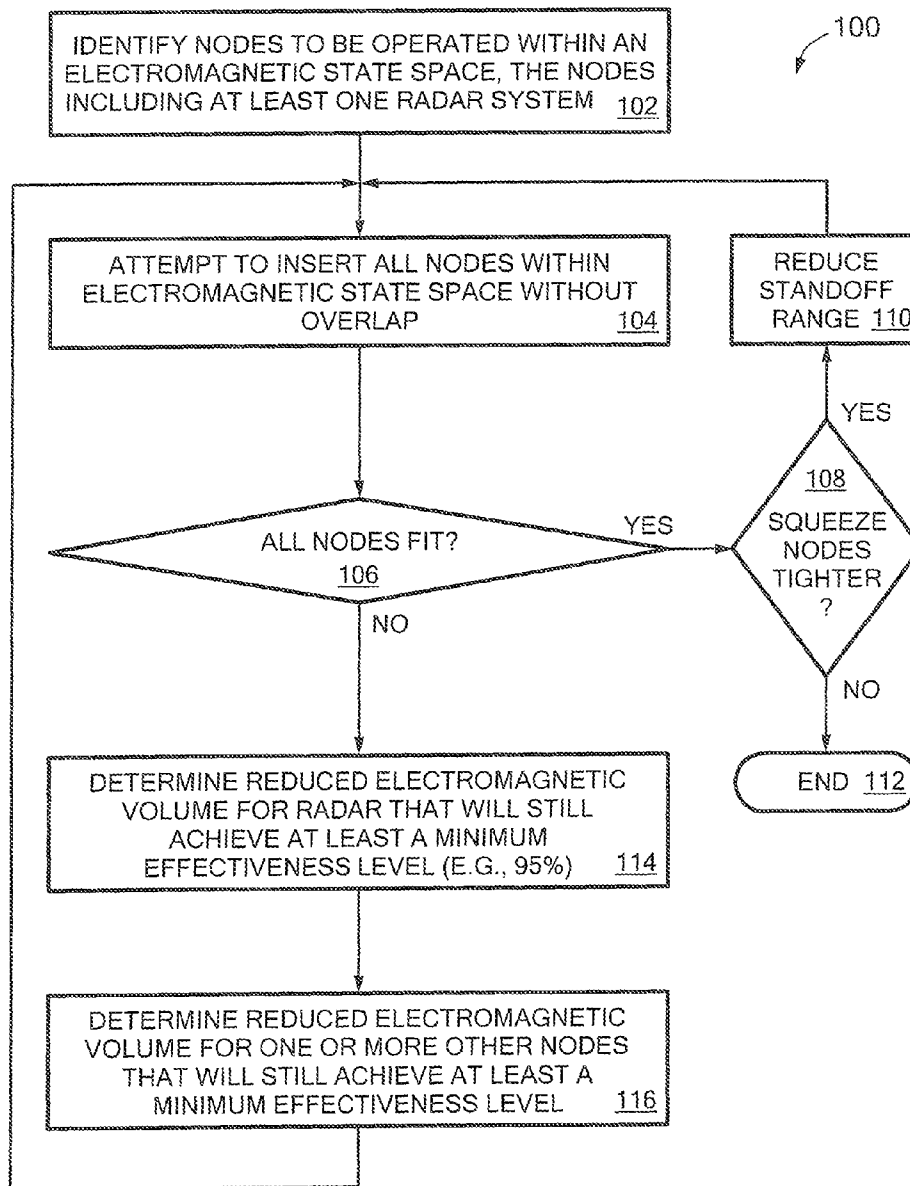 100
IDENTIFY NODES TO BE OPERATED WITHIN AN
ELECTROMAGNETIC STATE SPACE, THE NODES
INCLUDING AT LEAST ONE RADAR SYSTEM 102
ATTEMPT TO INSERT ALL NODES WITHIN
ELECTROMAGNETIC STATE SPACE WITHOUT
OVERLAP 104
REDUCE
STANDOFF
RANGE 110
YES
ALL NODES FIT?
106
YES
NO
108
SQUEEZE
NODES
TIGHTER
?
NO
END 112
DETERMINE REDUCED ELECTROMAGNETIC
VOLUME FOR RADAR THAT WILL STILL
ACHIEVE AT LEAST A MINIMUM
EFFECTIVENESS LEVEL (E.G., 95%) 114
DETERMINE REDUCED ELECTROMAGNETIC
VOLUME FOR ONE OR MORE OTHER NODES
THAT WILL STILL ACHIEVE AT LEAST A
MINIMUM EFFECTIVENESS LEVEL 116